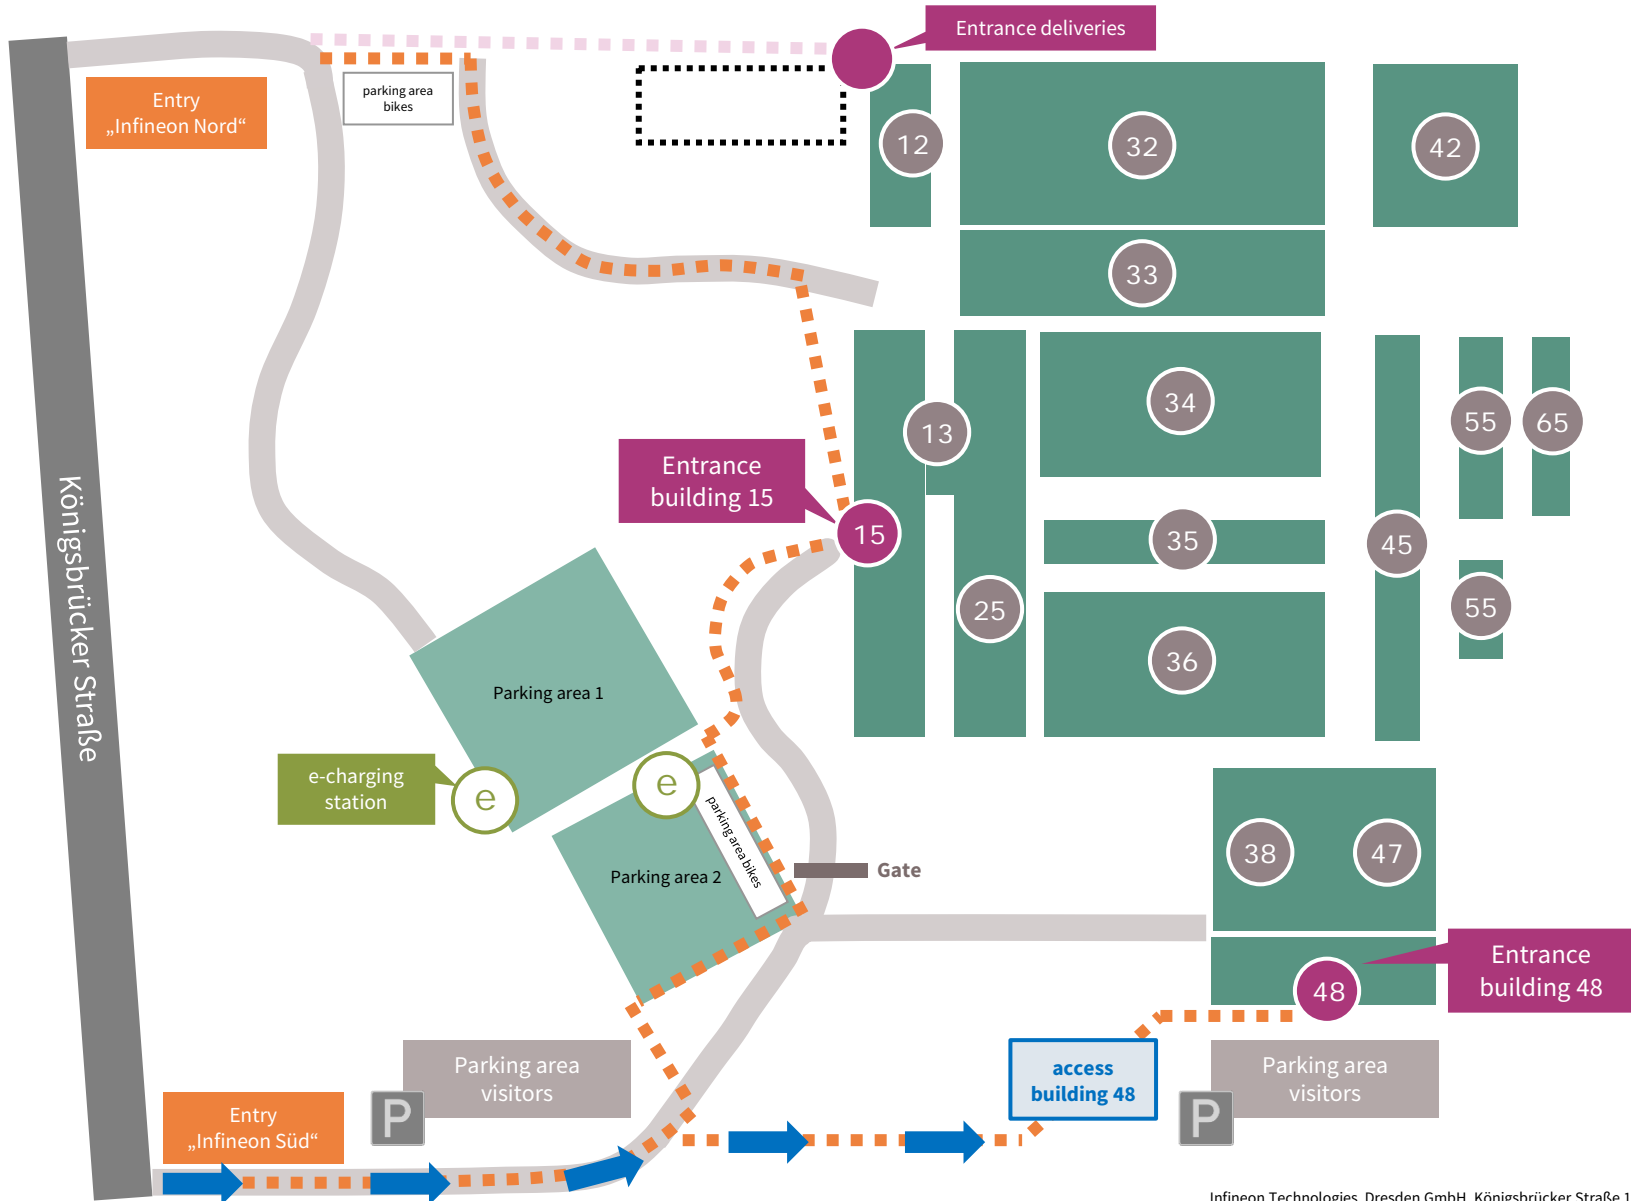 Entrance deliveries
Entry
„Infineon Nord“
parking area
bikes
12
32
42
33
34
13
55
65
Entrance
building 15
15
35
45
25
55
36
Königsbrücker Straße
Parking area 1
e-charging
station
e
e
parking area bikes
Parking area 2
Gate
38
47
Entrance
building 48
48
access
building 48
Parking area
visitors
P
Parking area
visitors
P
Entry
„Infineon Süd“
Infineon Technologies Dresden GmbH, Königsbrücker Straße 1